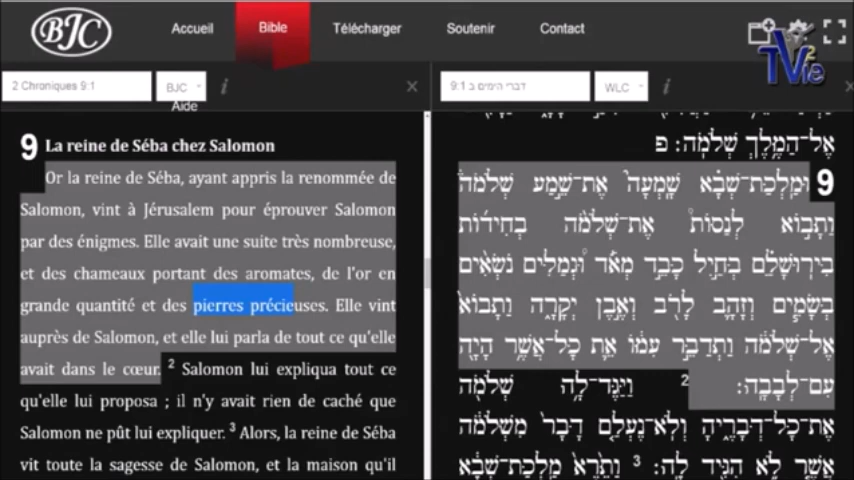 BJC
Accueil
Bible
Télécharger
Soutenir
Contact
TVie
2
2 Chroniques 9:1
BJC
i
Aide
דברי הימים ב 9:1
WLC
i
9 La reine de Séba chez Salomon
Or la reine de Séba, ayant appris la renommée de
Salomon, vint à Jérusalem pour éprouver Salomon
par des énigmes. Elle avait une suite très nombreuse,
et des chameaux portant des aromates, de l'or en
grande quantité et des pierres précieuses. Elle vint
auprès de Salomon, et elle lui parla de tout ce qu'elle
avait dans le cœur. 2 Salomon lui expliqua tout ce
qu'elle lui proposa ; il n'y avait rien de caché que
Salomon ne pût lui expliquer. 3 Alors, la reine de Séba
vit toute la sagesse de Salomon, et la maison qu'il
אֶל־הַמֶּ֥לֶךְ שְׁלֹמֹֽה׃ פ
9 וּֽמַלְכַּת־שְׁבָ֗א שָֽׁמְעָה֮ אֶת־שֵׁ֣מַע שְׁלֹמֹה֒
וַתָּב֣וֹא לְנַסּוֹת֩ אֶת־שְׁלֹמֹ֨ה בְחִיד֜וֹת
בִּירֽוּשָׁלִַ֗ם בְּחַ֣יִל כָּבֵ֣ד מְאֹ֡ד וּ֠גְמַלִּים נֹשְׂאִ֨ים
בְּשָׂמִ֧ים וְזָהָ֛ב לָרֹ֖ב וְאֶ֣בֶן יְקָרָ֑ה וַתָּבוֹא֙
אֶל־שְׁלֹמֹ֔ה וַתְּדַבֵּ֣ר עִמּ֔וֹ אֵ֛ת כָּל־אֲשֶׁ֥ר הָיָ֖ה
עִם־לְבָבָֽהּ׃ 2 וַיַּגֶּד־לָ֥הּ שְׁלֹמֹ֖ה
אֶת־כָּל־דְּבָרֶ֑יהָ וְלֹֽא־נֶעְלַ֤ם דָּבָר֙ מִשְּׁלֹמֹ֔ה
אֲשֶׁ֧ר לֹ֦א הִגִּ֖יד לָֽהּ׃ 3 וַתֵּ֙רֶא֙ מַֽלְכַּת־שְׁבָ֔א